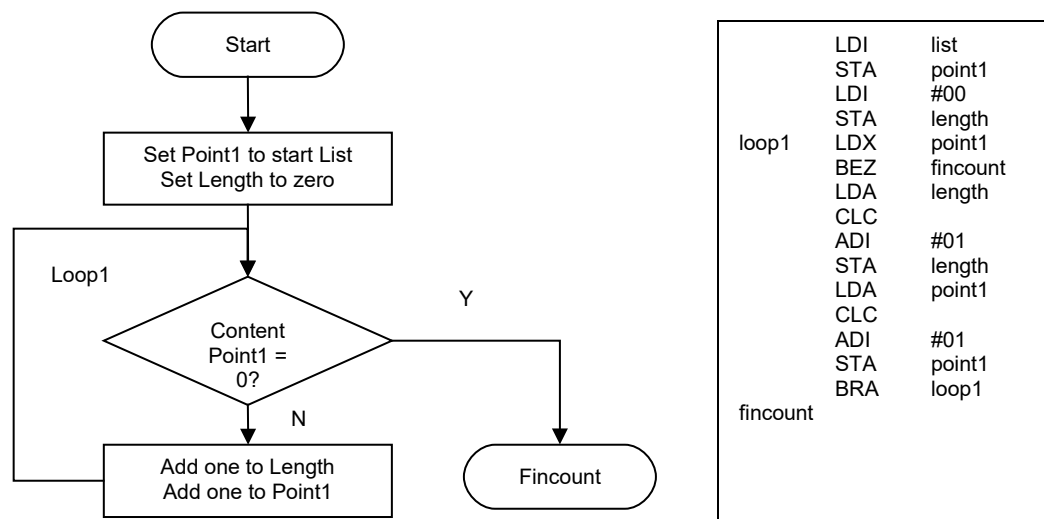 Start
Set Point1 to start List
Set Length to zero
Loop1
Y
Content
Point1 =
0?
N
Add one to Length
Add one to Point1
Fincount
LDI list
STA point1
LDI #00
STA length
loop1 LDX point1
BEZ fincount
LDA length
CLC
ADI #01
STA length
LDA point1
CLC
ADI #01
STA point1
BRA loop1
fincount